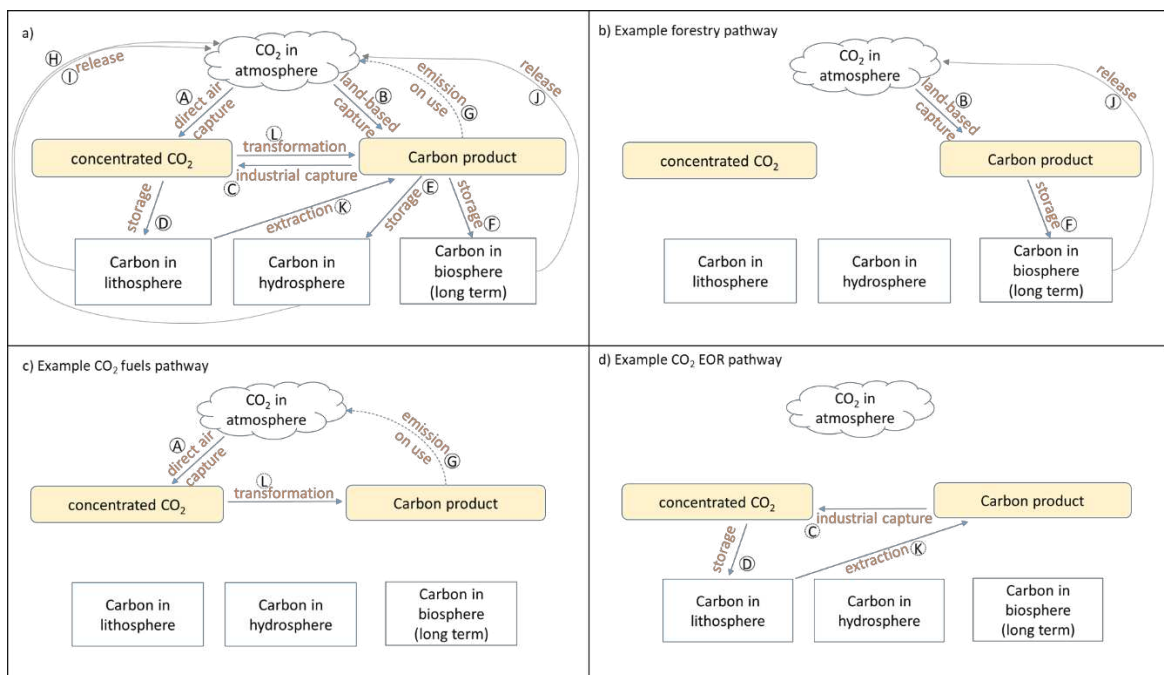 a)
CO₂ in
atmosphere
H
I
release
A
direct air
capture
B
land-based
capture
emission
on use
G
release
J
concentrated CO₂
L
transformation
industrial capture
C
Carbon product
storage
D
extraction
K
storage
E
storage
F
Carbon in
lithosphere
Carbon in
hydrosphere
Carbon in
biosphere
(long term)
b) Example forestry pathway
CO₂ in
atmosphere
B
land-based
capture
release
J
concentrated CO₂
Carbon product
storage
F
Carbon in
lithosphere
Carbon in
hydrosphere
Carbon in
biosphere
(long term)
c) Example CO₂ fuels pathway
CO₂ in
atmosphere
A
direct air
capture
emission
on use
G
concentrated CO₂
L
transformation
Carbon product
Carbon in
lithosphere
Carbon in
hydrosphere
Carbon in
biosphere
(long term)
d) Example CO₂ EOR pathway
CO₂ in
atmosphere
concentrated CO₂
industrial capture
C
Carbon product
storage
D
extraction
K
Carbon in
lithosphere
Carbon in
hydrosphere
Carbon in
biosphere
(long term)